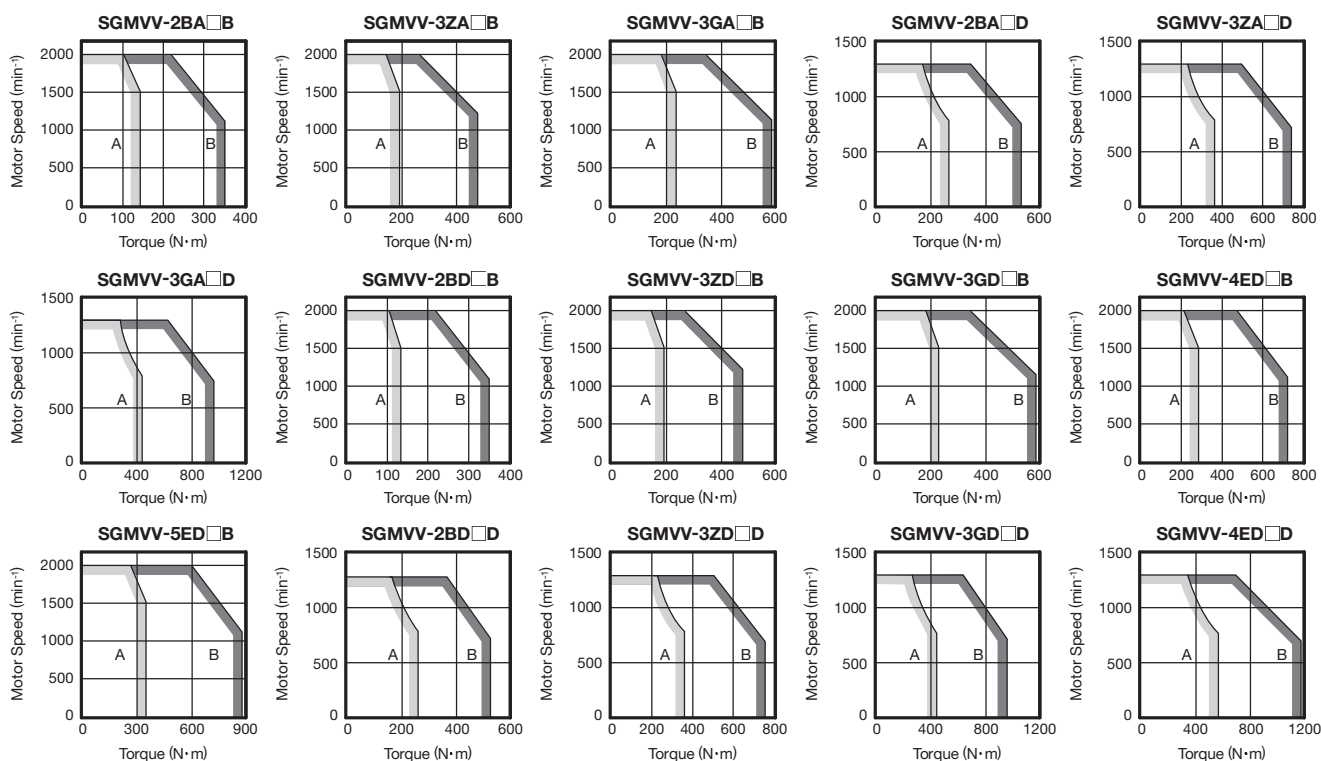 SGMVV-2BA□B
Motor Speed (min-1)
2000
1500
1000
500
0
A
B
0 100 200 300 400
Torque (N·m)
SGMVV-3ZA□B
Motor Speed (min-1)
2000
1500
1000
500
0
A
B
0 200 400 600
Torque (N·m)
SGMVV-3GA□B
Motor Speed (min-1)
2000
1500
1000
500
0
A
B
0 200 400 600
Torque (N·m)
SGMVV-2BA□D
Motor Speed (min-1)
1500
1000
500
0
A
B
0 200 400 600
Torque (N·m)
SGMVV-3ZA□D
Motor Speed (min-1)
1500
1000
500
0
A
B
0 200 400 600 800
Torque (N·m)
SGMVV-3GA□D
Motor Speed (min-1)
1500
1000
500
0
A
B
0 400 800 1200
Torque (N·m)
SGMVV-2BD□B
Motor Speed (min-1)
2000
1500
1000
500
0
A
B
0 100 200 300 400
Torque (N·m)
SGMVV-3ZD□B
Motor Speed (min-1)
2000
1500
1000
500
0
A
B
0 200 400 600
Torque (N·m)
SGMVV-3GD□B
Motor Speed (min-1)
2000
1500
1000
500
0
A
B
0 200 400 600
Torque (N·m)
SGMVV-4ED□B
Motor Speed (min-1)
2000
1500
1000
500
0
A
B
0 200 400 600 800
Torque (N·m)
SGMVV-5ED□B
Motor Speed (min-1)
2000
1500
1000
500
0
A
B
0 300 600 900
Torque (N·m)
SGMVV-2BD□D
Motor Speed (min-1)
1500
1000
500
0
A
B
0 200 400 600
Torque (N·m)
SGMVV-3ZD□D
Motor Speed (min-1)
1500
1000
500
0
A
B
0 200 400 600 800
Torque (N·m)
SGMVV-3GD□D
Motor Speed (min-1)
1500
1000
500
0
A
B
0 400 800 1200
Torque (N·m)
SGMVV-4ED□D
Motor Speed (min-1)
1500
1000
500
0
A
B
0 400 800 1200
Torque (N·m)